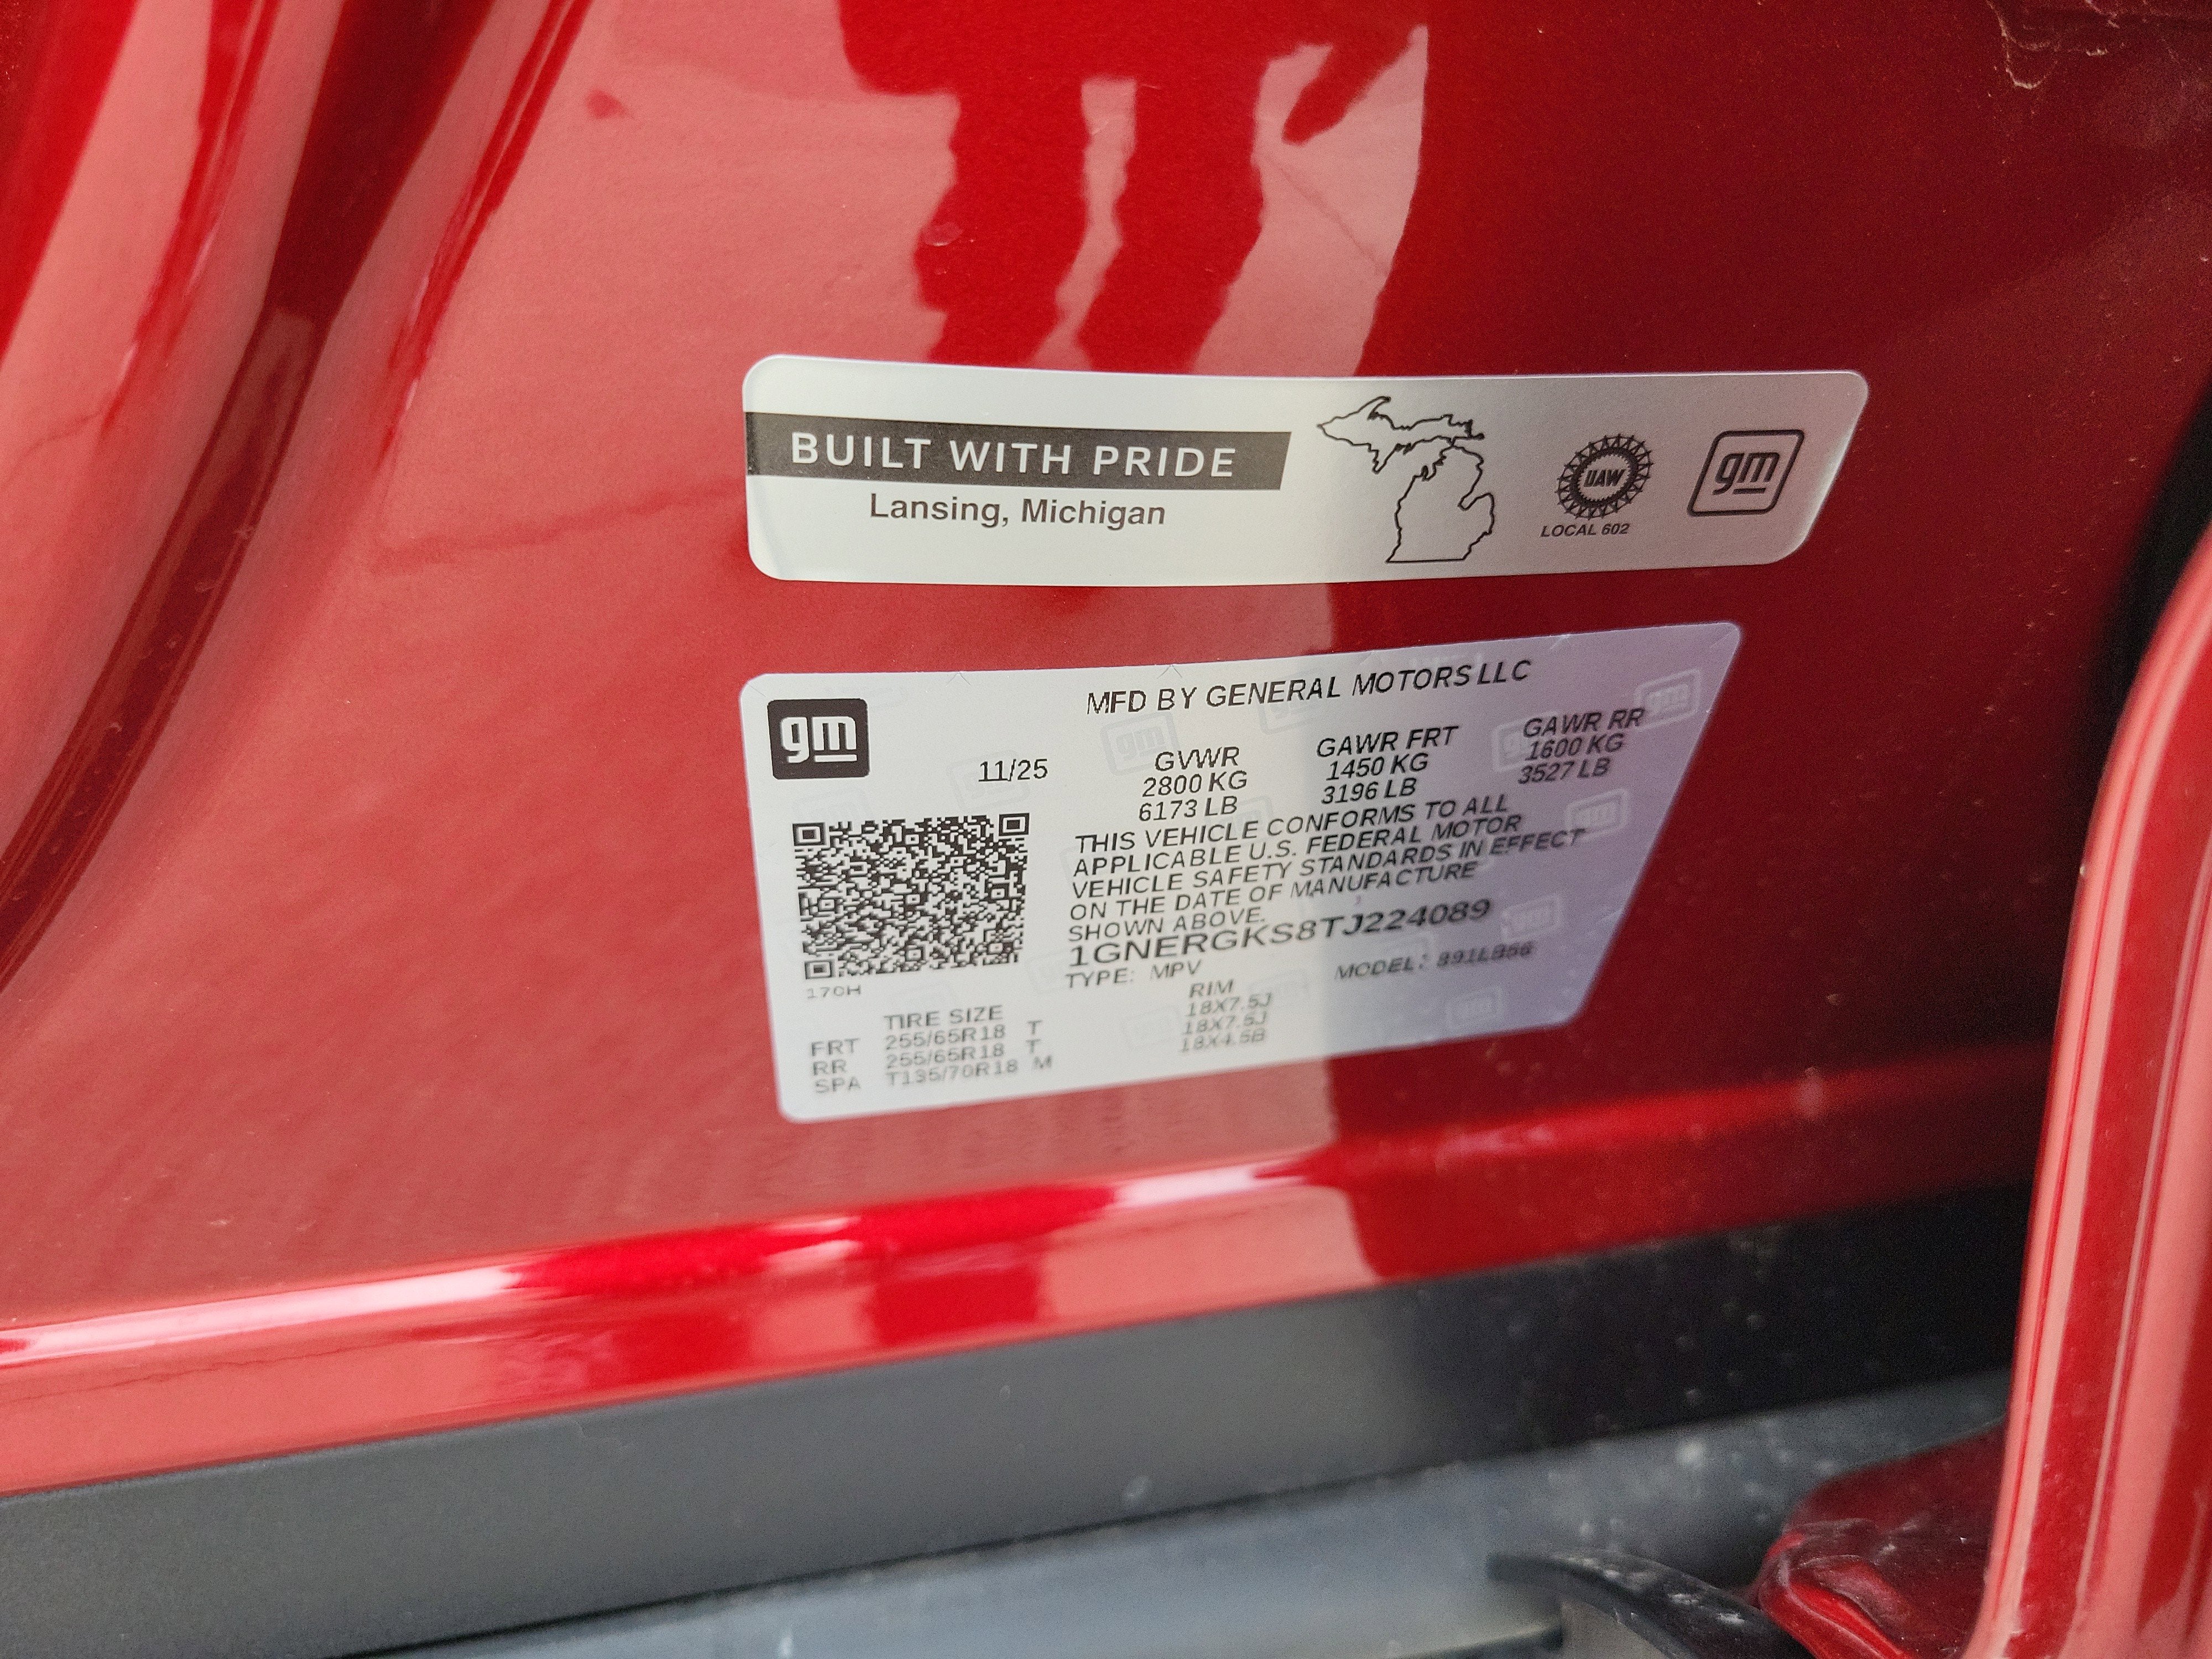 BUILT WITH PRIDE
Lansing, Michigan
UAW
LOCAL 602
gm
gm
MFD BY GENERAL MOTORS LLC
11/25
GVWR
2800 KG
6173 LB
GAWR FRT
1450 KG
3196 LB
GAWR RR
1600 KG
3527 LB
THIS VEHICLE CONFORMS TO ALL
APPLICABLE U.S. FEDERAL MOTOR
VEHICLE SAFETY STANDARDS IN EFFECT
ON THE DATE OF MANUFACTURE
SHOWN ABOVE.
1GNERGKS8TJ224089
TYPE: MPV
MODEL:
TIRE SIZE
RIM
FRT 255/65R18 T 18X7.5J
RR 255/65R18 T 18X7.5J
SPA T135/70R18 M 18X4.5B